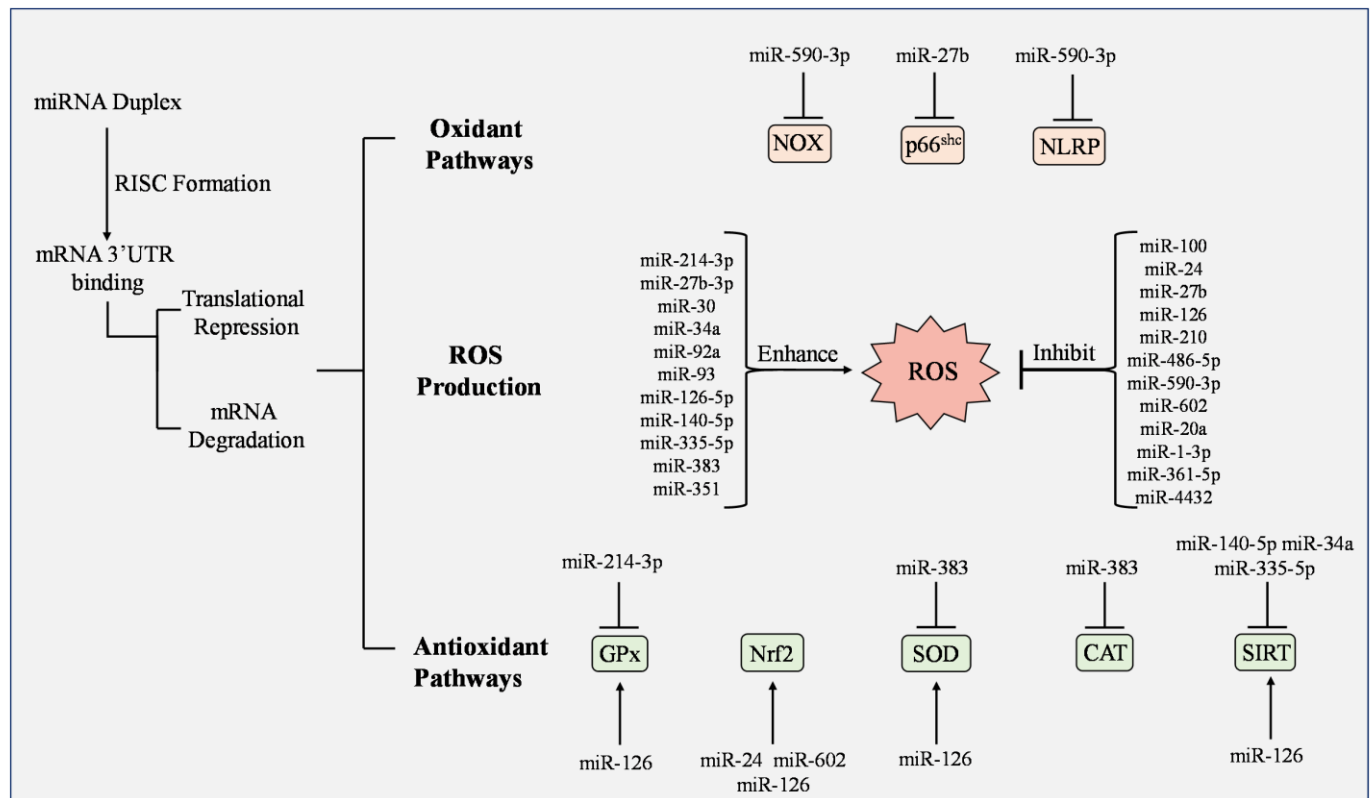 miRNA Duplex
RISC Formation
mRNA 3’UTR
binding
Translational
Repression
mRNA
Degradation
Oxidant
Pathways
miR-590-3p
miR-27b
miR-590-3p
NOX
p66shc
NLRP
ROS
Production
miR-214-3p
miR-27b-3p
miR-30
miR-34a
miR-92a
miR-93
miR-126-5p
miR-140-5p
miR-335-5p
miR-383
miR-351
Enhance
ROS
Inhibit
miR-100
miR-24
miR-27b
miR-126
miR-210
miR-486-5p
miR-590-3p
miR-602
miR-20a
miR-1-3p
miR-361-5p
miR-4432
Antioxidant
Pathways
miR-214-3p
miR-383
miR-383
miR-140-5p miR-34a
miR-335-5p
GPx
Nrf2
SOD
CAT
SIRT
miR-126
miR-24 miR-602
miR-126
miR-126
miR-126